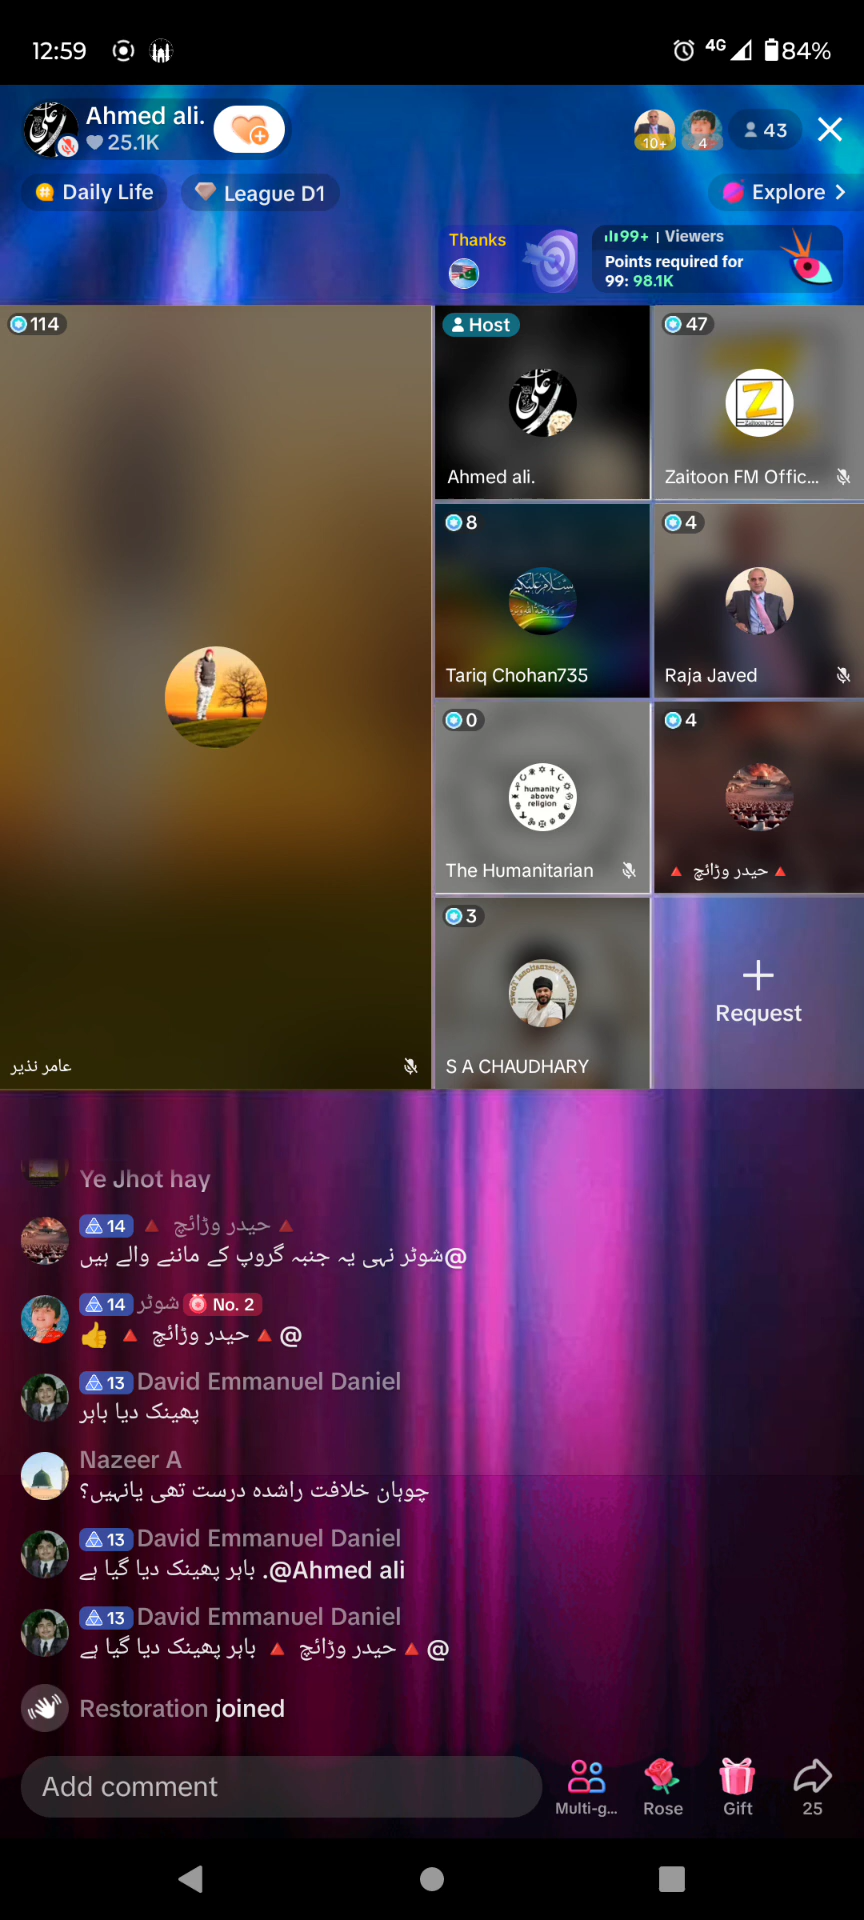 12:59
4G
84%
Ahmed ali.
25.1K
10+
4
43
Daily Life
League D1
Explore
Thanks
99+ | Viewers
Points required for
99: 98.1K
114
Host
علی
Ahmed ali.
47
Z
Zaitoon FM
Zaitoon FM Offic...
8
Tariq Chohan735
4
Raja Javed
0
humanity
above
religion
The Humanitarian
4
🔺 حیدر وڑائچ 🔺
عامر نذیر
3
S A CHAUDHARY
Request
Ye Jhot hay
14 🔺 حیدر وڑائچ 🔺
@شوٹر نہی یہ جنبہ گروپ کے ماننے والے ہیں
14 شوٹر No. 2
@🔺 حیدر وڑائچ 🔺 👍
13 David Emmanuel Daniel
پھینک دیا باہر
Nazeer A
چوہان خلافت راشدہ درست تھی یانہیں؟
13 David Emmanuel Daniel
@Ahmed ali. باہر پھینک دیا گیا ہے
13 David Emmanuel Daniel
@🔺 حیدر وڑائچ 🔺 باہر پھینک دیا گیا ہے
Restoration joined
Add comment
Multi-g...
Rose
Gift
25